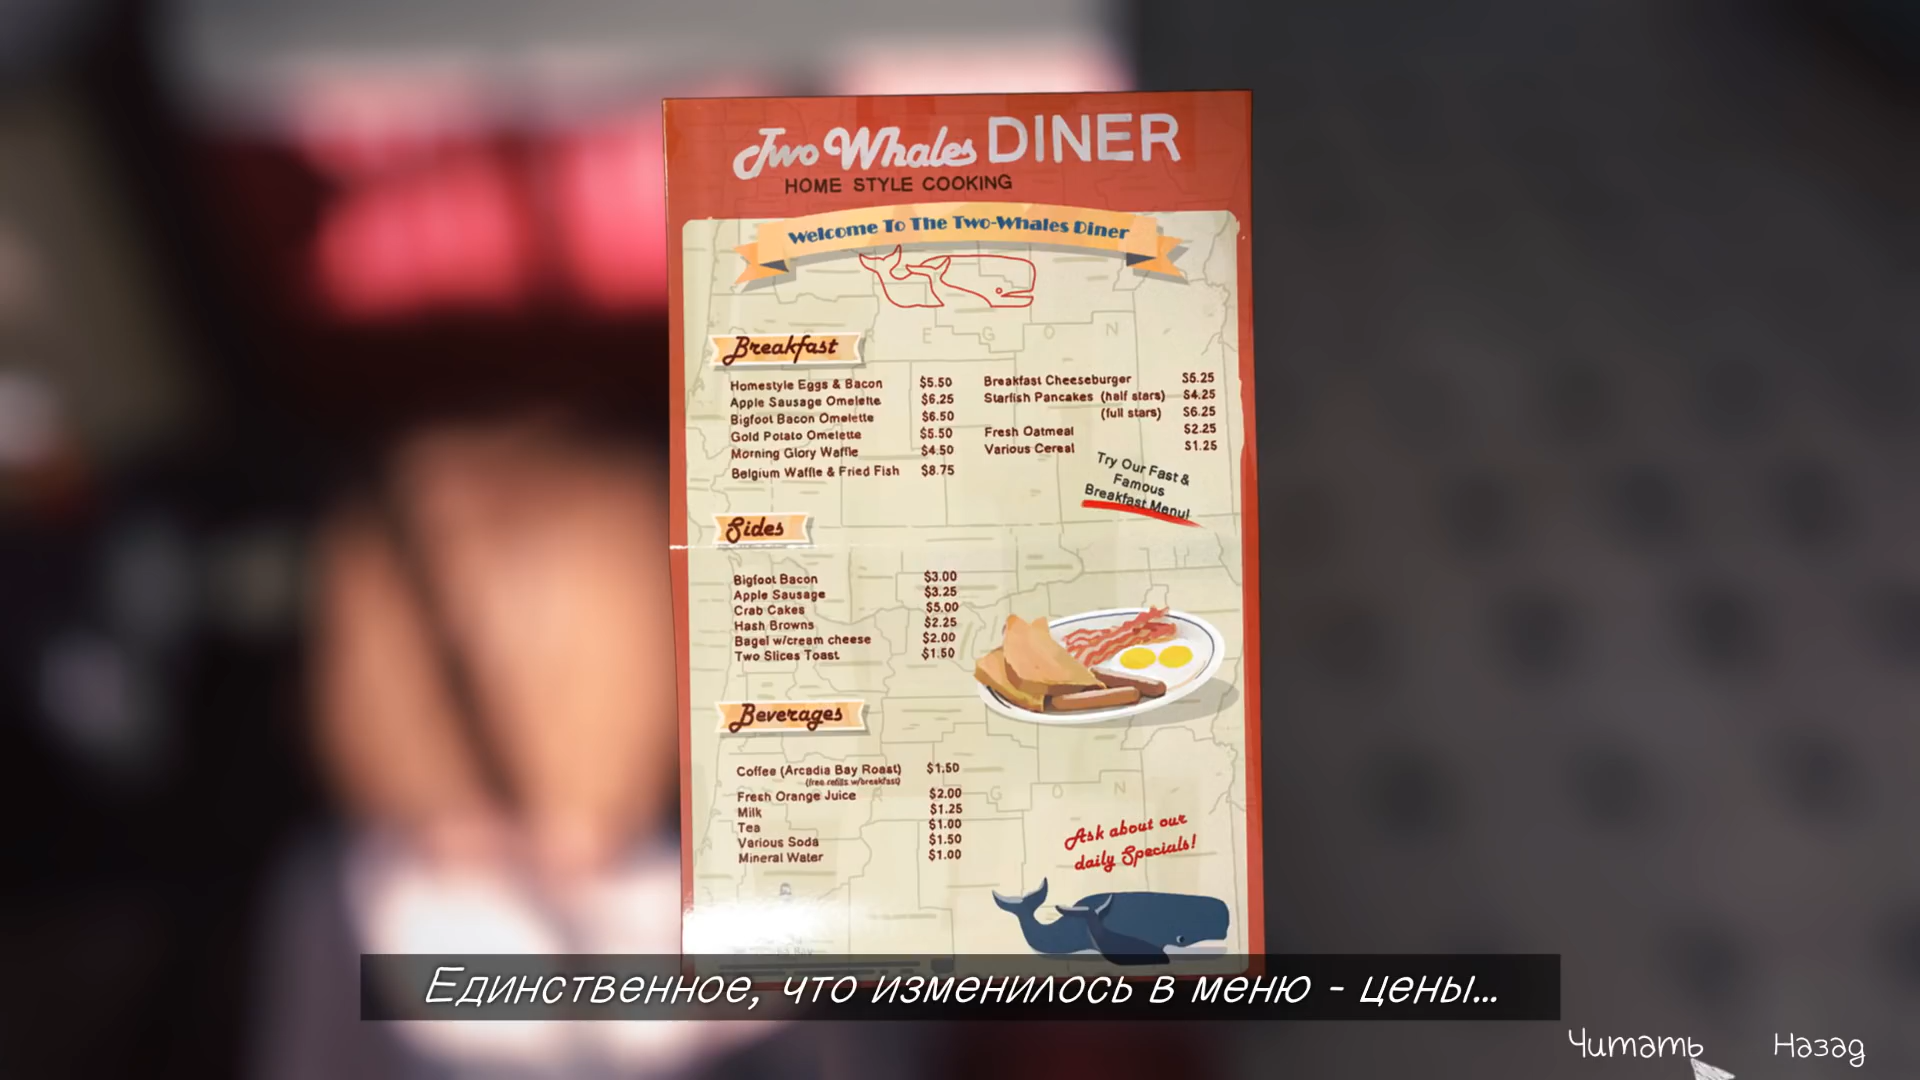 Two Whales DINER
HOME STYLE COOKING
Welcome To The Two-Whales Diner
E G O N
Breakfast
Homestyle Eggs & Bacon $5.50
Apple Sausage Omelette $6.25
Bigfoot Bacon Omelette $6.50
Gold Potato Omelette $5.50
Morning Glory Waffle $4.50
Belgium Waffle & Fried Fish $8.75
Breakfast Cheeseburger $5.25
Starfish Pancakes (half stars) $4.25
(full stars) $6.25
Fresh Oatmeal $2.25
Various Cereal $1.25
Try Our Fast &
Famous
Breakfast Menu!
Sides
Bigfoot Bacon $3.00
Apple Sausage $3.25
Crab Cakes $5.00
Hash Browns $2.25
Bagel w/cream cheese $2.00
Two Slices Toast $1.50
Beverages
Coffee (Arcadia Bay Roast) $1.50
(free refills w/breakfast)
Fresh Orange Juice $2.00
Milk $1.25
Tea $1.00
Various Soda $1.50
Mineral Water $1.00
G O N
Ask about our
daily Specials!
Единственное, что изменилось в меню - цены...
Читать Назад